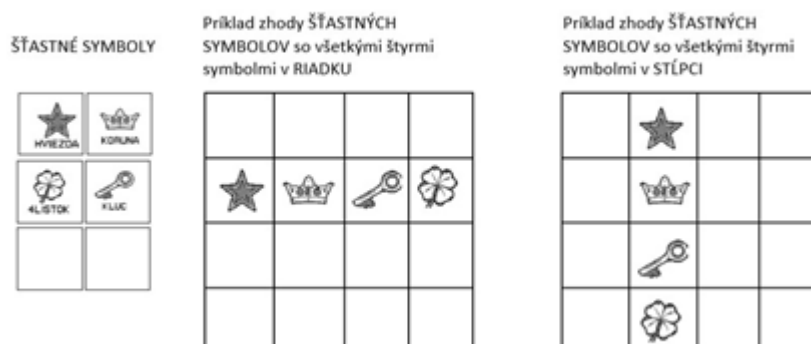 ŠŤASTNÉ SYMBOLY
HVIEZDA
KORUNA
4LÍSTOK
KLUC
Príklad zhody ŠŤASTNÝCH
SYMBOLOV so všetkými štyrmi
symbolmi v RIADKU
Príklad zhody ŠŤASTNÝCH
SYMBOLOV so všetkými štyrmi
symbolmi v STĹPCI